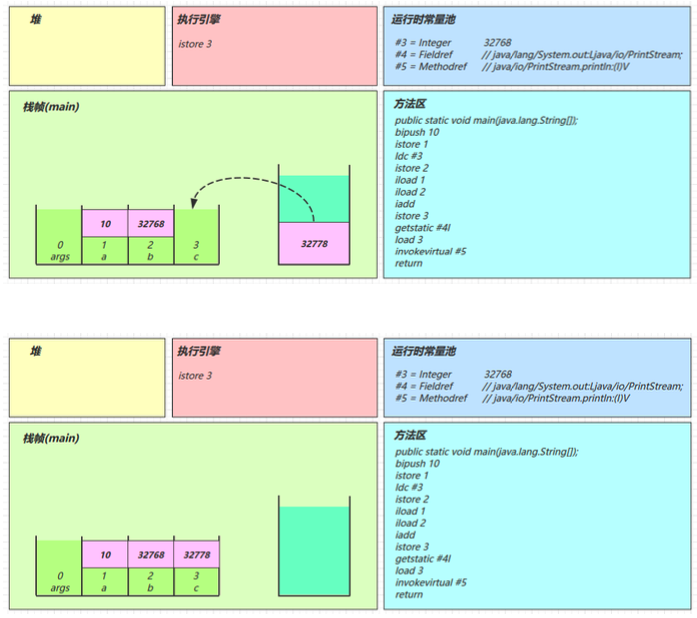 堆
执行引擎
istore 3
运行时常量池
#3 = Integer 32768
#4 = Fieldref // java/lang/System.out:Ljava/io/PrintStream;
#5 = Methodref // java/io/PrintStream.println:(I)V
栈帧(main)
10 32768
32778
0 1 2 3
args a b c
方法区
public static void main(java.lang.String[]);
bipush 10
istore 1
ldc #3
istore 2
iload 1
iload 2
iadd
istore 3
getstatic #4I
load 3
invokevirtual #5
return
堆
执行引擎
istore 3
运行时常量池
#3 = Integer 32768
#4 = Fieldref // java/lang/System.out:Ljava/io/PrintStream;
#5 = Methodref // java/io/PrintStream.println:(I)V
栈帧(main)
10 32768 32778
0 1 2 3
args a b c
方法区
public static void main(java.lang.String[]);
bipush 10
istore 1
ldc #3
istore 2
iload 1
iload 2
iadd
istore 3
getstatic #4I
load 3
invokevirtual #5
return